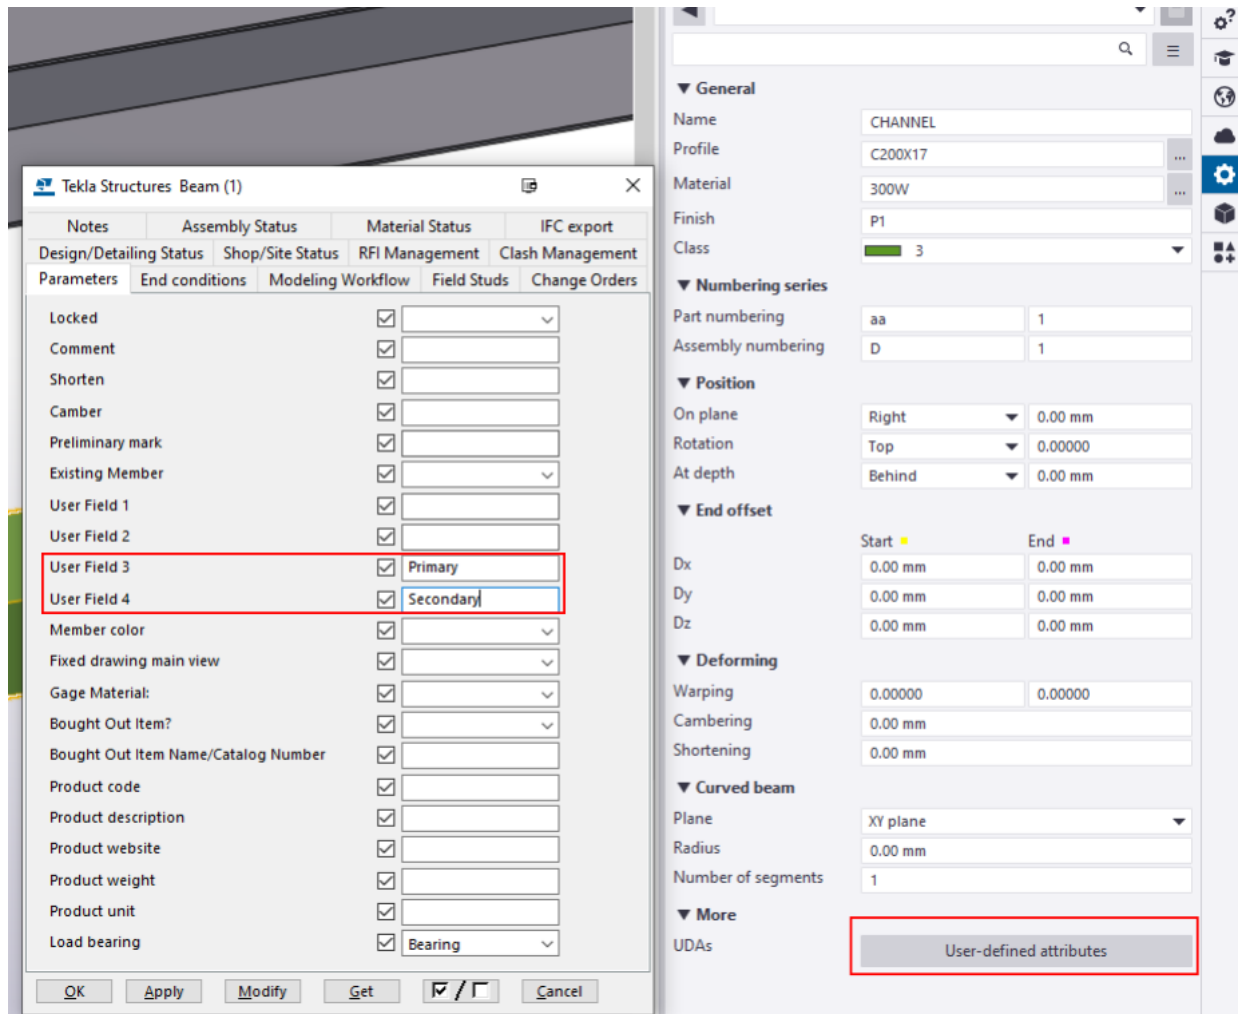 Tekla Structures Beam (1)
Notes Assembly Status Material Status IFC export
Design/Detailing Status Shop/Site Status RFI Management Clash Management
Parameters End conditions Modeling Workflow Field Studs Change Orders
Locked
Comment
Shorten
Camber
Preliminary mark
Existing Member
User Field 1
User Field 2
User Field 3 Primary
User Field 4 Secondary
Member color
Fixed drawing main view
Gage Material:
Bought Out Item?
Bought Out Item Name/Catalog Number
Product code
Product description
Product website
Product weight
Product unit
Load bearing Bearing
OK Apply Modify Get / Cancel
General
Name CHANNEL
Profile C200X17 ...
Material 300W ...
Finish P1
Class 3
Numbering series
Part numbering aa 1
Assembly numbering D 1
Position
On plane Right 0.00 mm
Rotation Top 0.00000
At depth Behind 0.00 mm
End offset
Start End
Dx 0.00 mm 0.00 mm
Dy 0.00 mm 0.00 mm
Dz 0.00 mm 0.00 mm
Deforming
Warping 0.00000 0.00000
Cambering 0.00 mm
Shortening 0.00 mm
Curved beam
Plane XY plane
Radius 0.00 mm
Number of segments 1
More
UDAs User-defined attributes